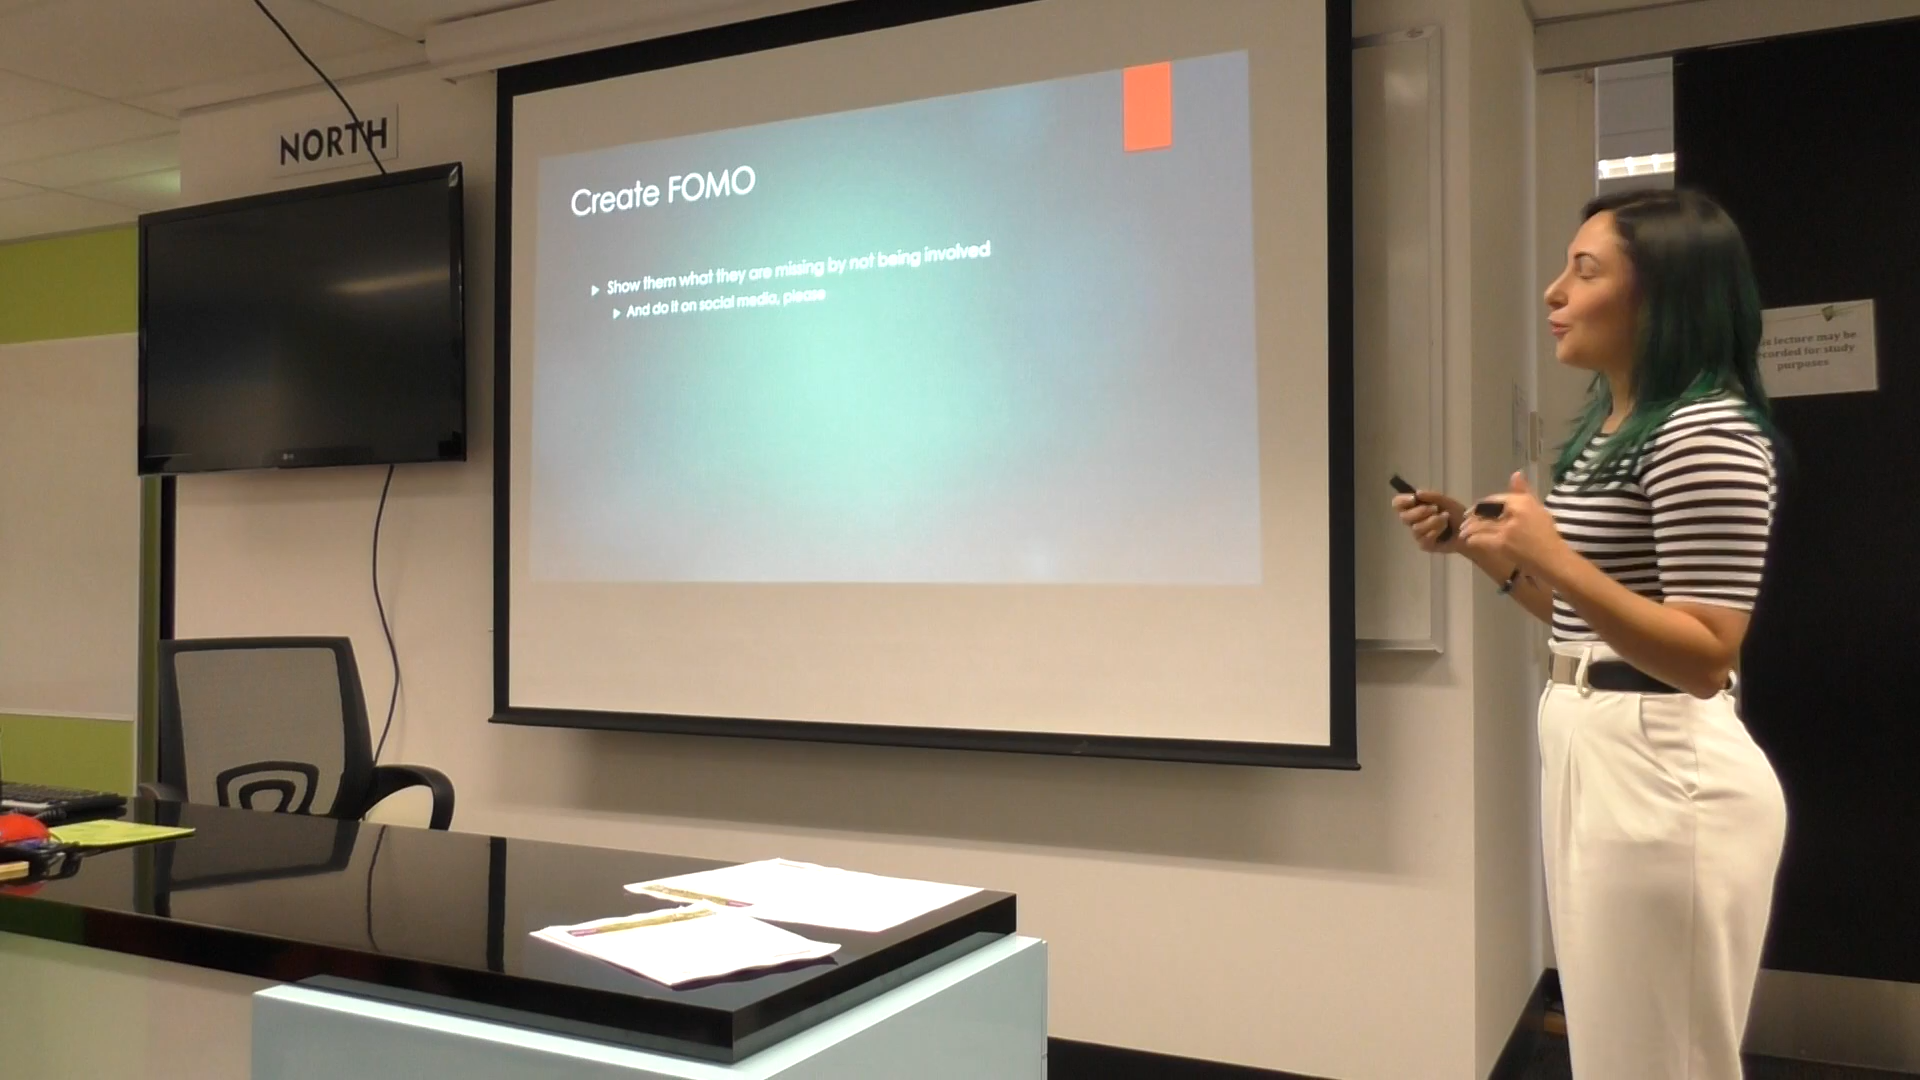 NORTH
Create FOMO
Show them what they are missing by not being involved
And do it on social media, please
lecture may be
recorded for study
purposes